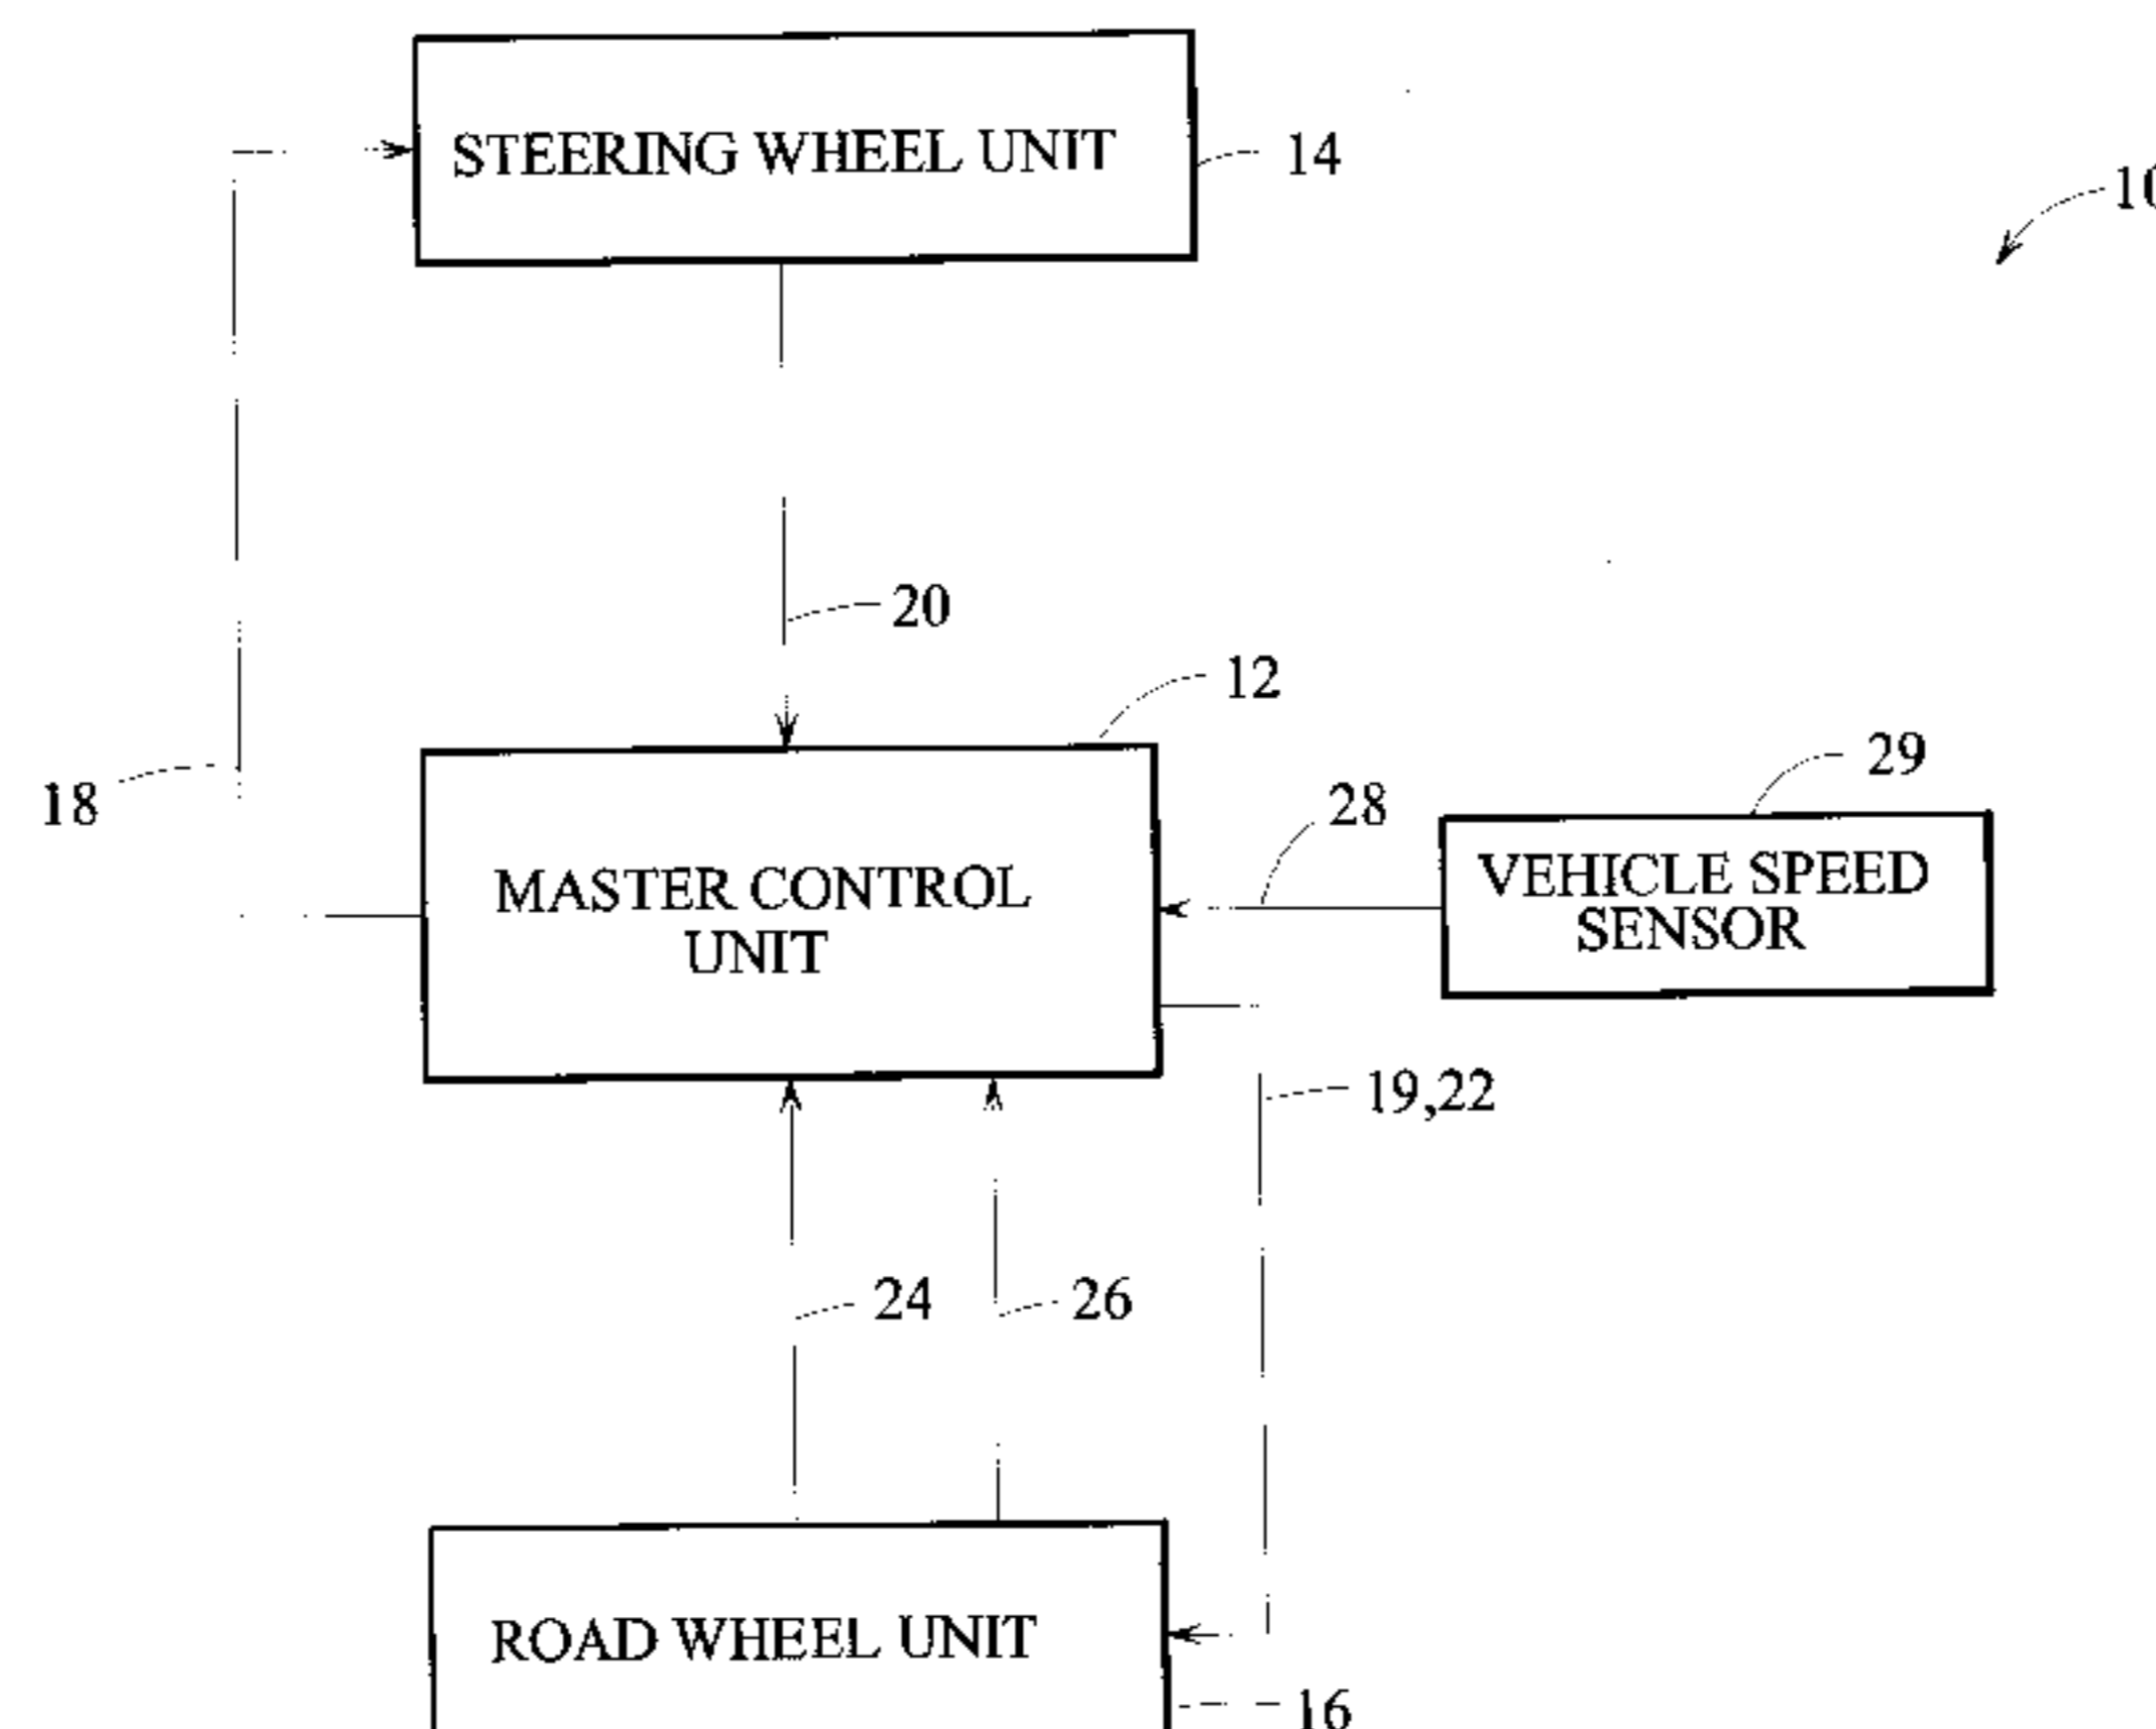 STEERING WHEEL UNIT
14
20
12
18
28
29
MASTER CONTROL
UNIT
VEHICLE SPEED
SENSOR
19,22
24
26
ROAD WHEEL UNIT
16